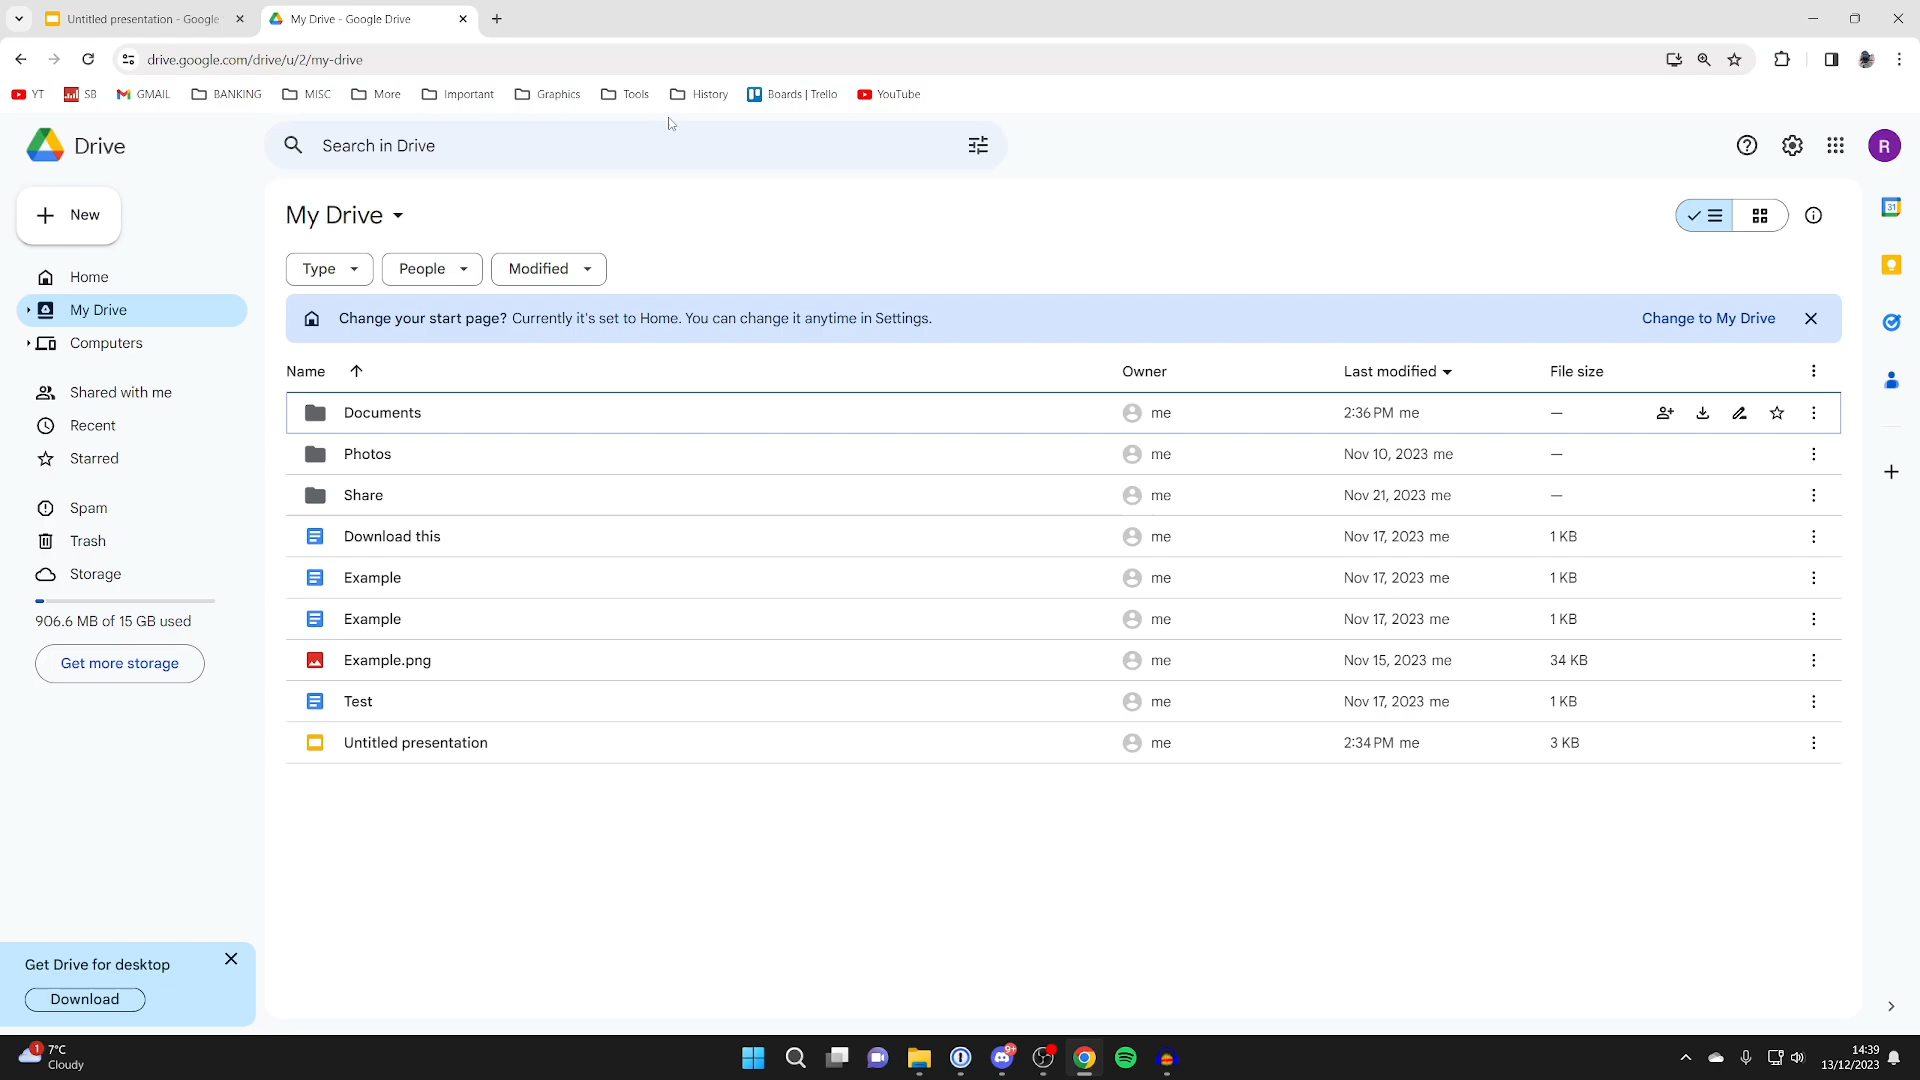 Untitled presentation - Google
My Drive - Google Drive
drive.google.com/drive/u/2/my-drive
YT
SB
GMAIL
BANKING
MISC
More
Important
Graphics
Tools
History
Boards | Trello
YouTube
Drive
Search in Drive
R
New
My Drive
31
Type
People
Modified
Home
My Drive
Computers
Change your start page? Currently it's set to Home. You can change it anytime in Settings.
Change to My Drive
Shared with me
Recent
Starred
Spam
Trash
Storage
906.6 MB of 15 GB used
Get more storage
Name Owner Last modified File size
Documents me 2:36 PM me —
Photos me Nov 10, 2023 me —
Share me Nov 21, 2023 me —
Download this me Nov 17, 2023 me 1 KB
Example me Nov 17, 2023 me 1 KB
Example me Nov 17, 2023 me 1 KB
Example.png me Nov 15, 2023 me 34 KB
Test me Nov 17, 2023 me 1 KB
Untitled presentation me 2:34 PM me 3 KB
Get Drive for desktop
Download
1
7°C
Cloudy
9+
14:39
13/12/2023